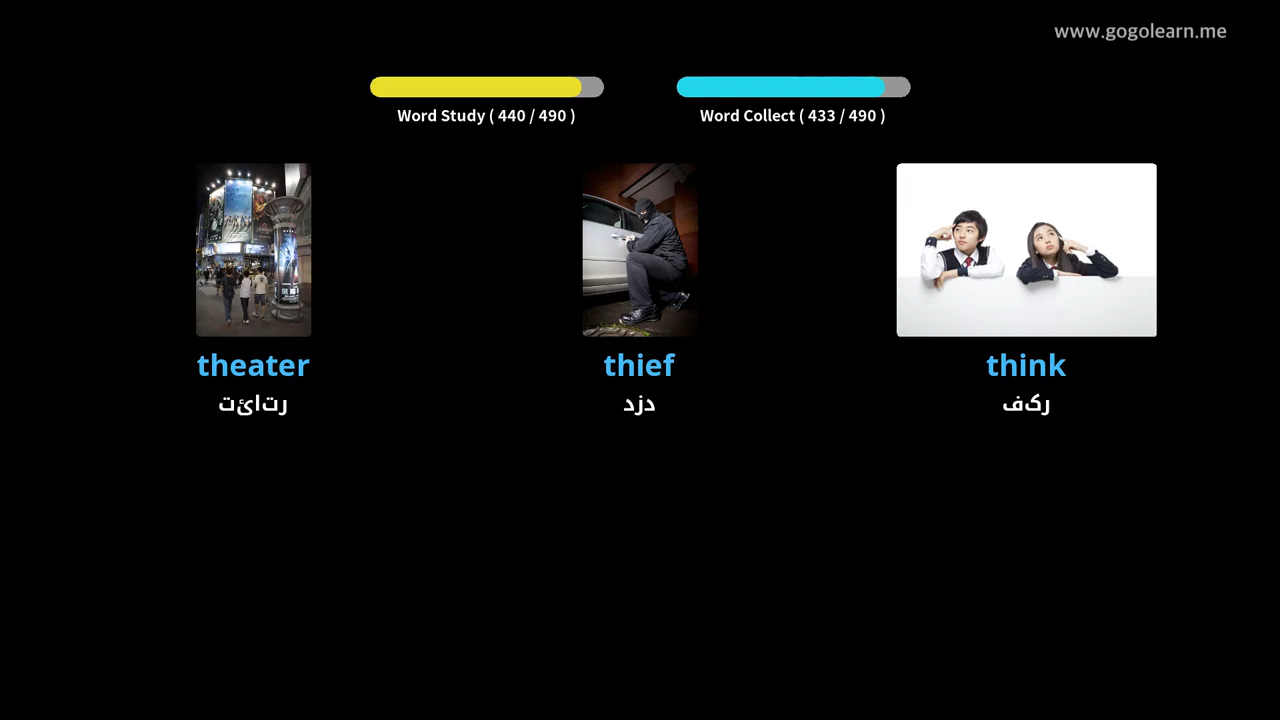 www.gogolearn.me
Word Study ( 440 / 490 )
Word Collect ( 433 / 490 )
theater
رتائت
thief
دزد
think
رکف